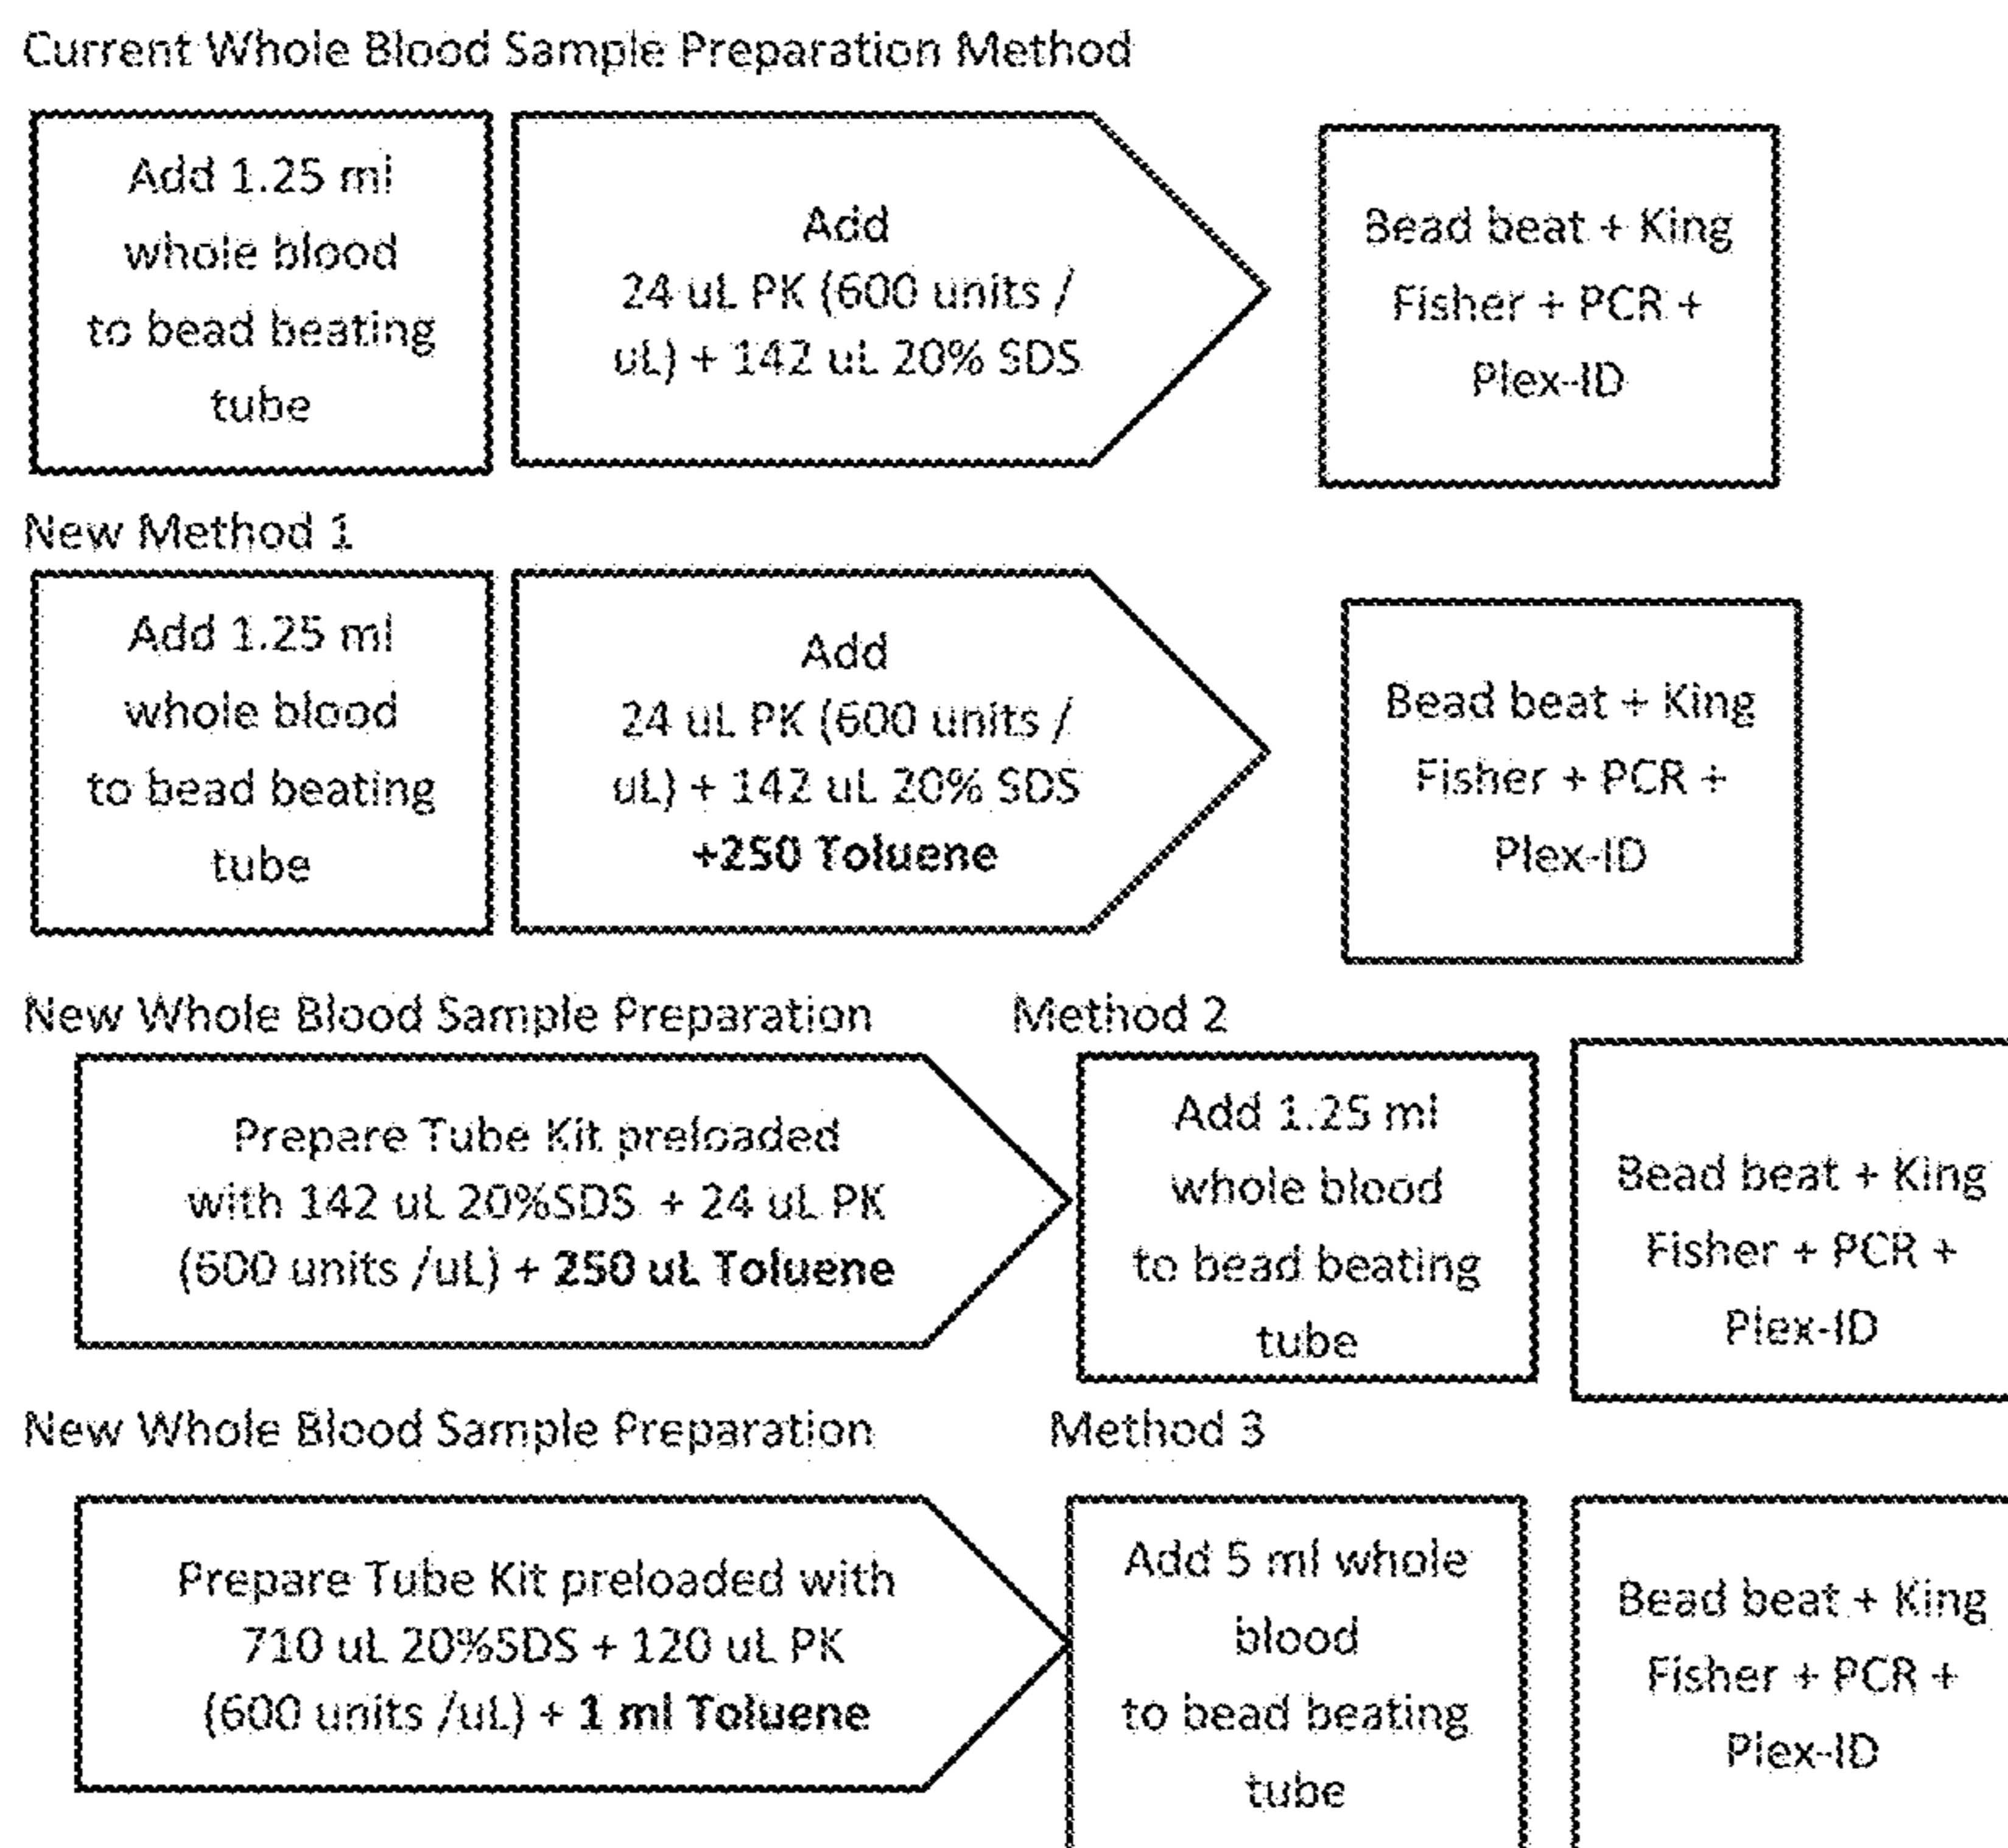 Current Whole Blood Sample Preparation Method
Add 1.25 ml
whole blood
to bead beating
tube
Add
24 uL PK (600 units /
uL) + 142 uL 20% SDS
Bead beat + King
Fisher + PCR +
Plex-ID
New Method 1
Add 1.25 ml
whole blood
to bead beating
tube
Add
24 uL PK (600 units /
uL) + 142 uL 20% SDS
+250 Toluene
Bead beat + King
Fisher + PCR +
Plex-ID
New Whole Blood Sample Preparation Method 2
Prepare Tube Kit preloaded
with 142 uL 20%SDS + 24 uL PK
(600 units /uL) + 250 uL Toluene
Add 1.25 ml
whole blood
to bead beating
tube
Bead beat + King
Fisher + PCR +
Plex-ID
New Whole Blood Sample Preparation Method 3
Prepare Tube Kit preloaded with
710 uL 20%SDS + 120 uL PK
(600 units /uL) + 1 ml Toluene
Add 5 ml whole
blood
to bead beating
tube
Bead beat + King
Fisher + PCR +
Plex-ID